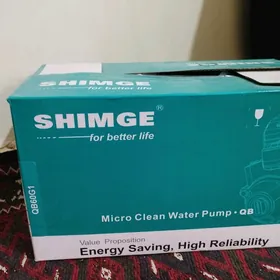 SHIMGE®
for better life
SHIMGE®
for better life
QB60G1
Micro Clean Water Pump • QB
Value Proposition
Energy Saving, High Reliability